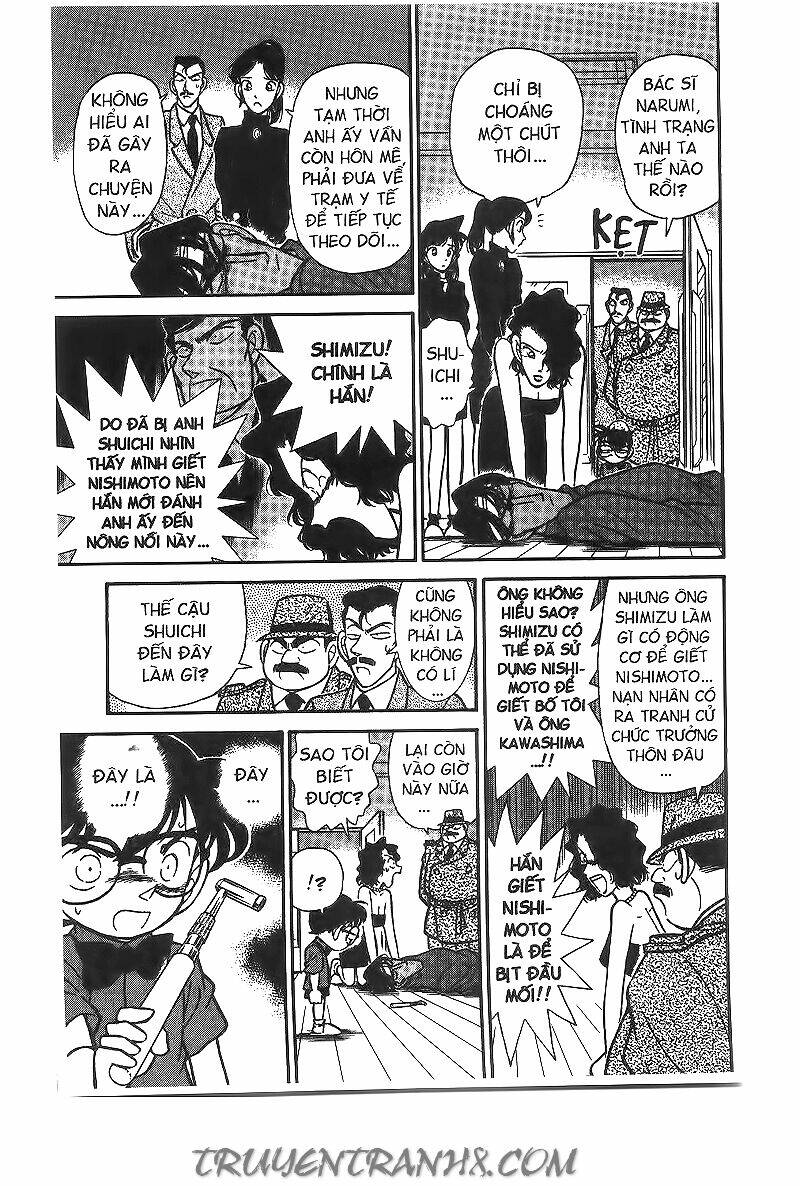 BÁC SĨ
NARUMI,
TÌNH TRẠNG
ANH TA
THẾ NÀO
RỒI?
CHỈ BỊ
CHOÁNG
MỘT CHÚT
THÔI...
KẸT
SHU-
ICHI
...
NHƯNG
TẠM THỜI
ANH ẤY VẪN
CÒN HÔN MÊ,
PHẢI ĐƯA VỀ
TRẠM Y TẾ
ĐỂ TIẾP TỤC
THEO DÕI...
KHÔNG
HIỂU AI
ĐÃ GÂY
RA
CHUYỆN
NÀY...
SHIMIZU!
CHÍNH LÀ
HẮN!
DO ĐÃ BỊ ANH
SHUICHI NHÌN
THẤY MÌNH GIẾT
NISHIMOTO NÊN
HẮN MỚI ĐÁNH
ANH ẤY ĐẾN
NÔNG NỖI NÀY...
NHƯNG ÔNG
SHIMIZU LÀM
GÌ CÓ ĐỘNG
CƠ ĐỂ GIẾT
NISHIMOTO...
NẠN NHÂN CÓ
RA TRANH CỬ
CHỨC TRƯỞNG
THÔN ĐÂU
...
ÔNG KHÔNG
HIỂU SAO?
SHIMIZU CÓ
THỂ ĐÃ SỬ
DỤNG NISHI-
MOTO ĐỂ
GIẾT BỐ TÔI
VÀ ÔNG
KAWASHIMA
...!!
HẮN
GIẾT
NISHI-
MOTO
LÀ ĐỂ
BỊT ĐẦU
MỐI!!
CŨNG
KHÔNG
PHẢI LÀ
KHÔNG
CÓ LÍ
...
THẾ CẬU
SHUICHI
ĐẾN ĐÂY
LÀM GÌ?
LẠI CÒN
VÀO GIỜ
NÀY NỮA
...
SAO TÔI
BIẾT
ĐƯỢC?
!?
ĐÂY
...
ĐÂY LÀ
...!!
TRUYENTRANH8.COM